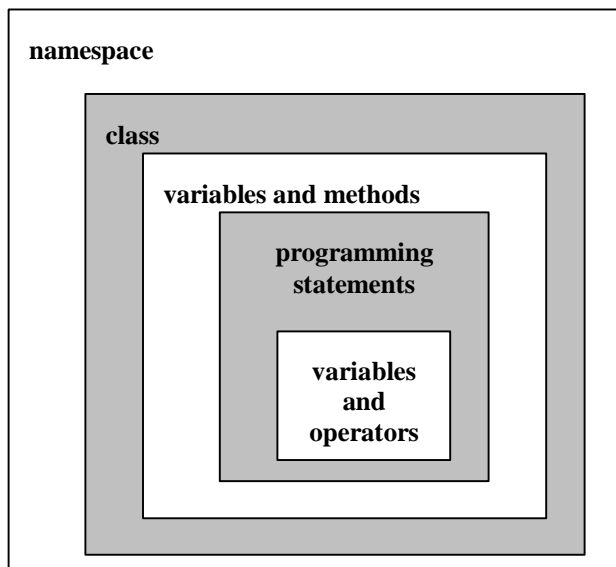 namespace
class
variables and methods
programming
statements
variables
and
operators